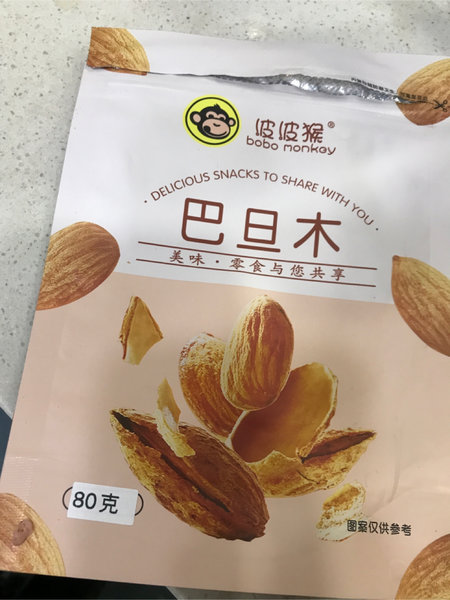 波波猴®
bobo monkey
· DELICIOUS SNACKS TO SHARE WITH YOU ·
巴旦木
美味·零食与您共享
80克
图案仅供参考